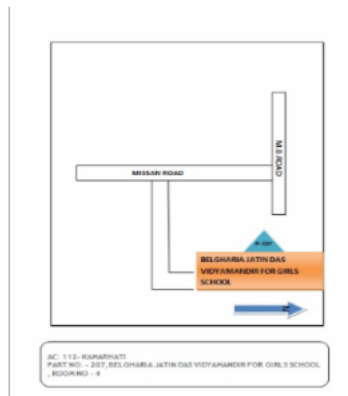 M.B ROAD
MISSAN ROAD
P-207
BELGHARIA JATIN DAS
VIDYAMANDIR FOR GIRLS
SCHOOL
AC: 112- KAMARHATI
PART NO: - 207, BELGHARIA JATIN DAS VIDYAMANDIR FOR GIRLS SCHOOL
, ROOM NO - 4